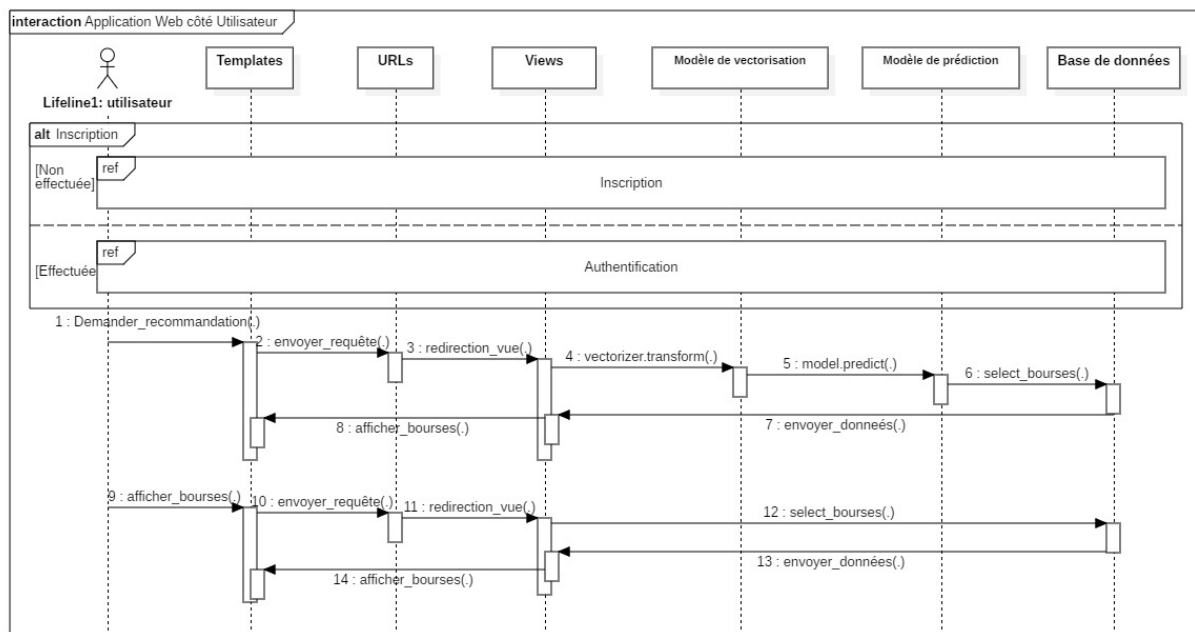 interaction Application Web côté Utilisateur
Templates
URLs
Views
Modèle de vectorisation
Modèle de prédiction
Base de données
Lifeline1: utilisateur
alt Inscription
[Non
effectuée]
ref
Inscription
ref
[Effectuée
Authentification
1 : Demander_recommandation(.)
2 : envoyer_requête(.)
3 : redirection_vue(.)
4 : vectorizer.transform(.)
5 : model.predict(.)
6 : select_bourses(.)
7 : envoyer_donneés(.)
8 : afficher_bourses(.)
9 : afficher_bourses(.)
10 : envoyer_requête(.)
11 : redirection_vue(.)
12 : select_bourses(.)
13 : envoyer_données(.)
14 : afficher_bourses(.)